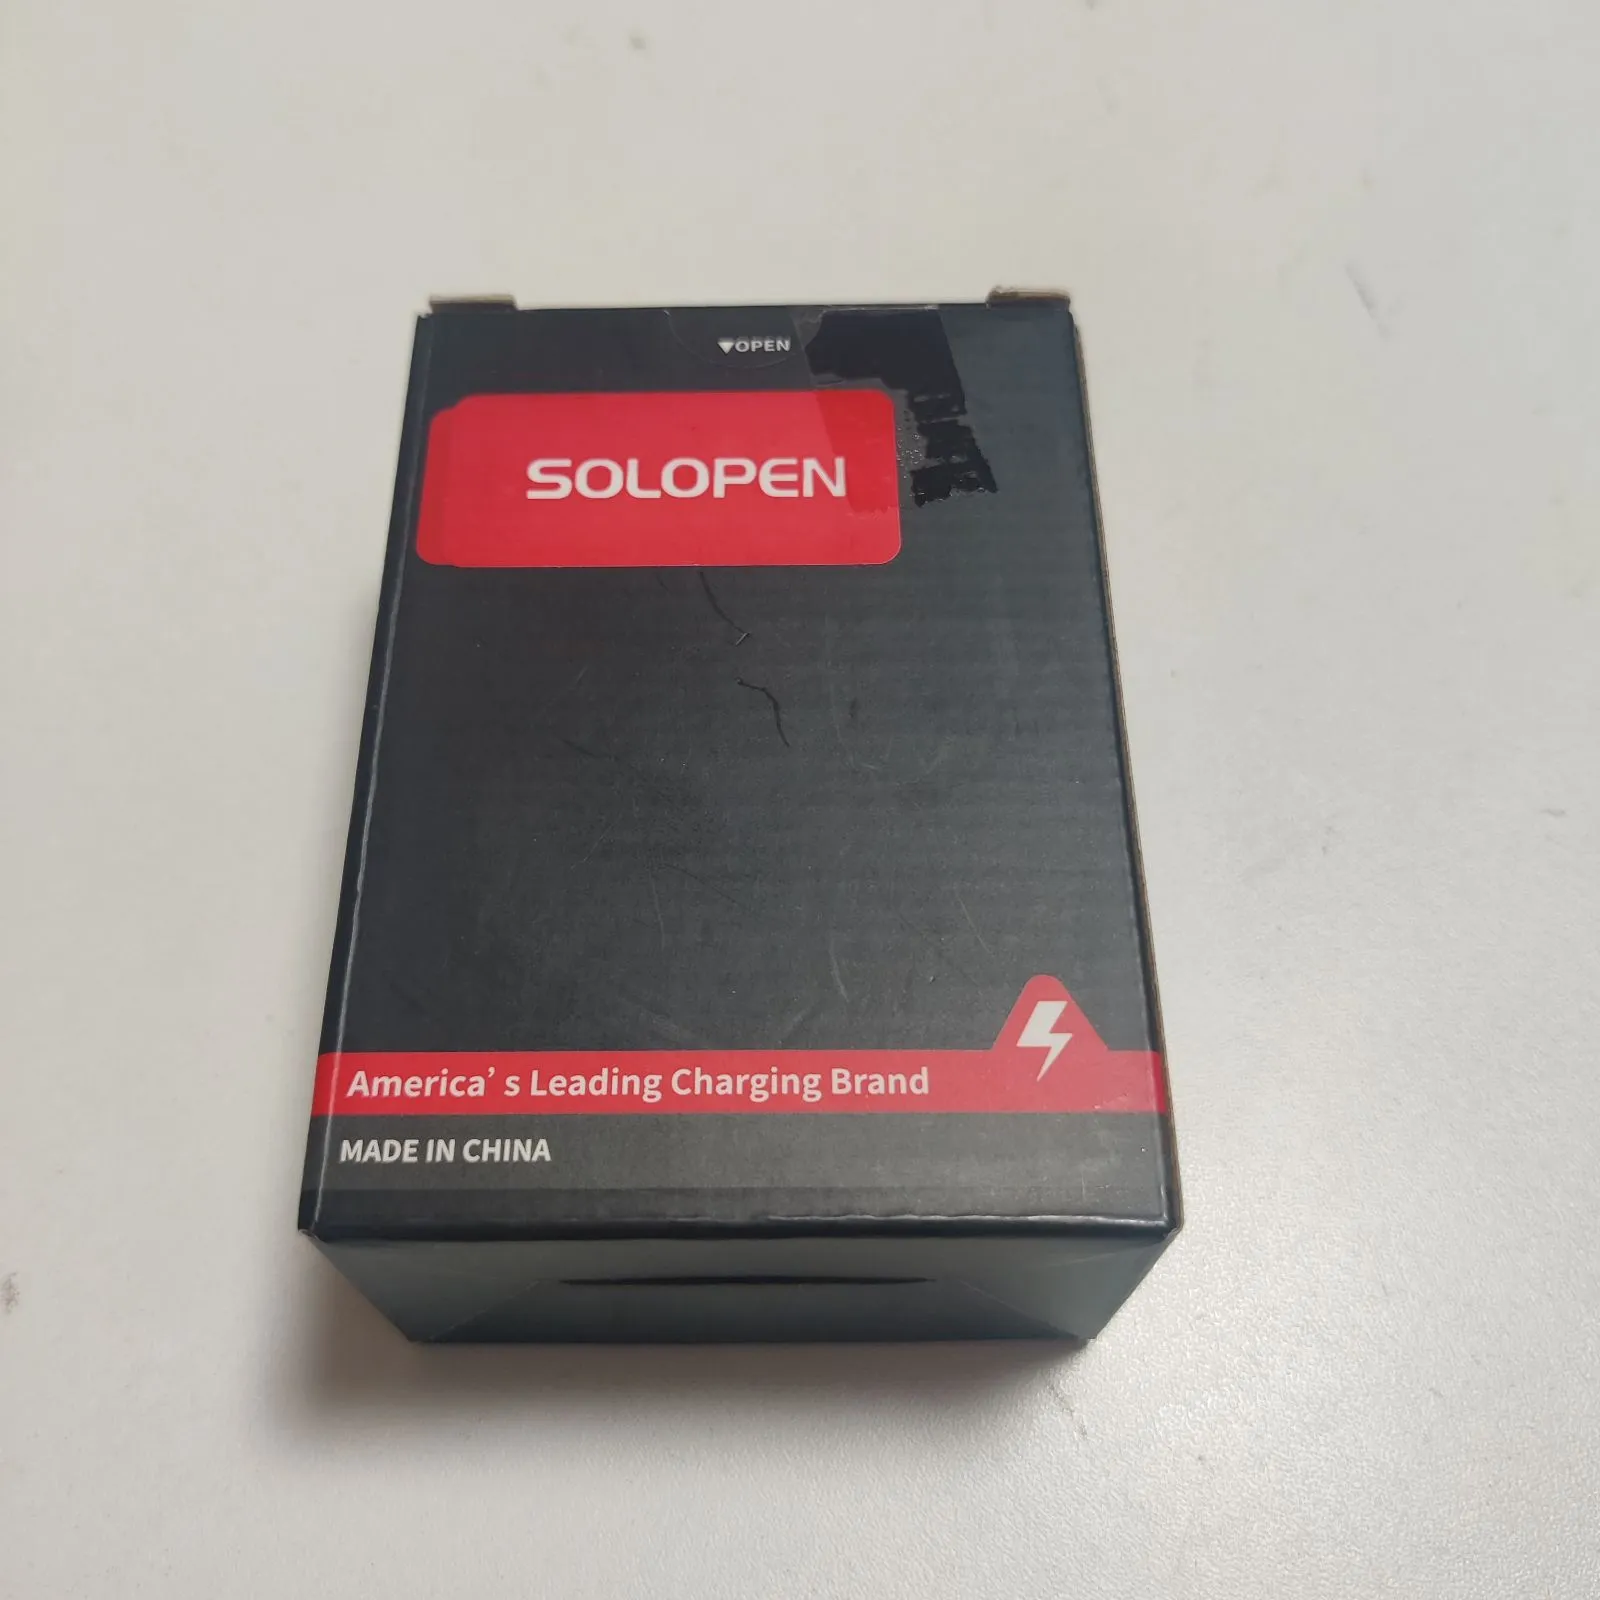 ▼OPEN
SOLOPEN
America's Leading Charging Brand
MADE IN CHINA